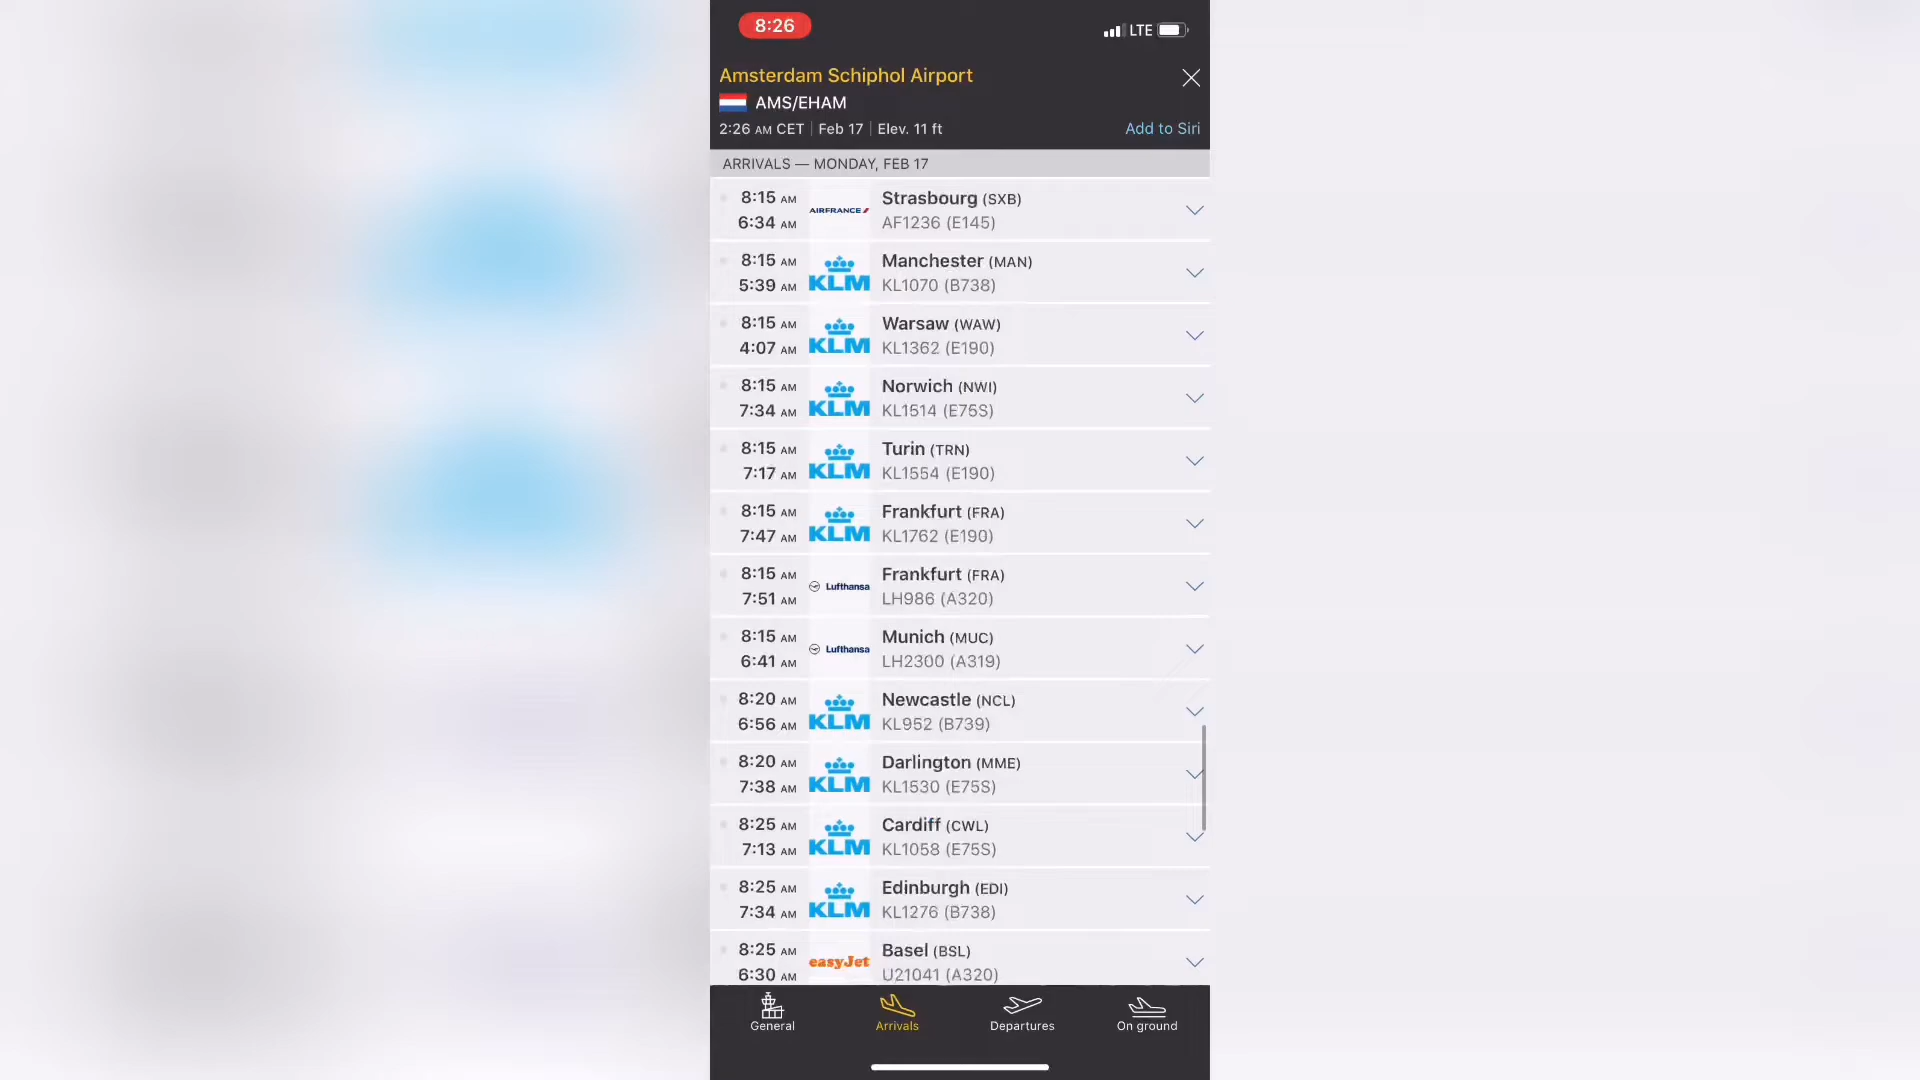 8:26
LTE
Amsterdam Schiphol Airport
AMS/EHAM
2:26 AM CET | Feb 17 | Elev. 11 ft
Add to Siri
ARRIVALS — MONDAY, FEB 17
8:15 AM AIRFRANCE Strasbourg (SXB)
6:34 AM AF1236 (E145)
8:15 AM Manchester (MAN)
5:39 AM KLM KL1070 (B738)
8:15 AM Warsaw (WAW)
4:07 AM KLM KL1362 (E190)
8:15 AM Norwich (NWI)
7:34 AM KLM KL1514 (E75S)
8:15 AM Turin (TRN)
7:17 AM KLM KL1554 (E190)
8:15 AM Frankfurt (FRA)
7:47 AM KLM KL1762 (E190)
8:15 AM Lufthansa Frankfurt (FRA)
7:51 AM LH986 (A320)
8:15 AM Lufthansa Munich (MUC)
6:41 AM LH2300 (A319)
8:20 AM Newcastle (NCL)
6:56 AM KLM KL952 (B739)
8:20 AM Darlington (MME)
7:38 AM KLM KL1530 (E75S)
8:25 AM Cardiff (CWL)
7:13 AM KLM KL1058 (E75S)
8:25 AM Edinburgh (EDI)
7:34 AM KLM KL1276 (B738)
8:25 AM easyJet Basel (BSL)
6:30 AM U21041 (A320)
General
Arrivals
Departures
On ground